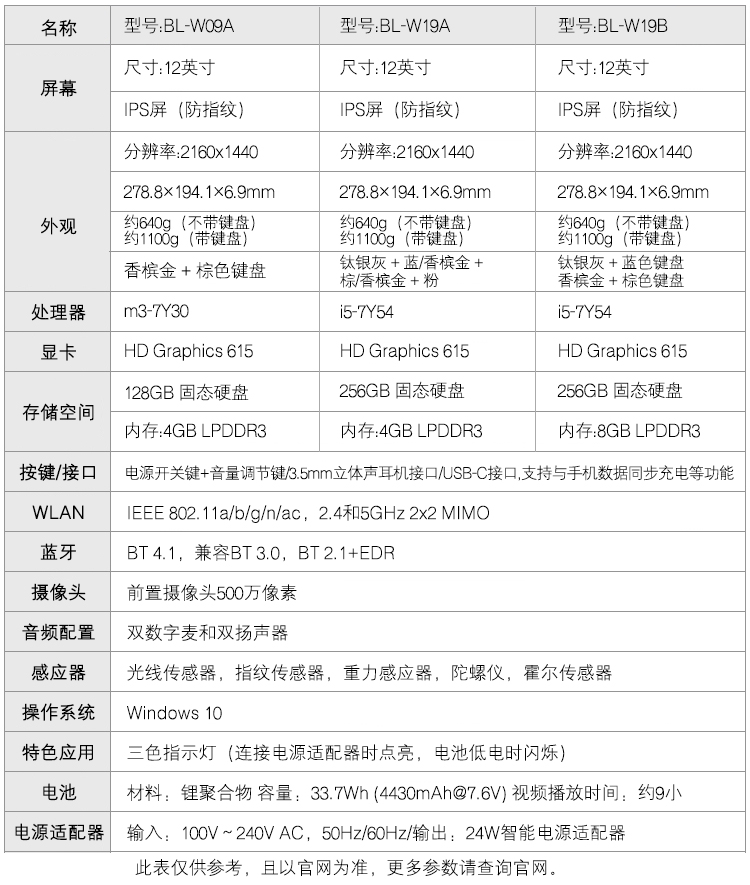 名称 型号:BL-W09A 型号:BL-W19A 型号:BL-W19B
屏幕
尺寸:12英寸 尺寸:12英寸 尺寸:12英寸
IPS屏（防指纹） IPS屏（防指纹） IPS屏（防指纹）
外观
分辨率:2160x1440 分辨率:2160x1440 分辨率:2160x1440
278.8×194.1×6.9mm 278.8×194.1×6.9mm 278.8×194.1×6.9mm
约640g（不带键盘） 约640g（不带键盘） 约640g（不带键盘）
约1100g（带键盘） 约1100g（带键盘） 约1100g（带键盘）
香槟金 + 棕色键盘
钛银灰 + 蓝/香槟金 +
棕/香槟金 + 粉
钛银灰 + 蓝色键盘
香槟金 + 棕色键盘
处理器 m3-7Y30 i5-7Y54 i5-7Y54
显卡 HD Graphics 615 HD Graphics 615 HD Graphics 615
存储空间
128GB 固态硬盘 256GB 固态硬盘 256GB 固态硬盘
内存:4GB LPDDR3 内存:4GB LPDDR3 内存:8GB LPDDR3
按键/接口 电源开关键+音量调节键/3.5mm立体声耳机接口/USB-C接口,支持与手机数据同步充电等功能
WLAN IEEE 802.11a/b/g/n/ac，2.4和5GHz 2x2 MIMO
蓝牙 BT 4.1，兼容BT 3.0，BT 2.1+EDR
摄像头 前置摄像头500万像素
音频配置 双数字麦和双扬声器
感应器 光线传感器，指纹传感器，重力感应器，陀螺仪，霍尔传感器
操作系统 Windows 10
特色应用 三色指示灯（连接电源适配器时点亮，电池低电时闪烁）
电池 材料：锂聚合物 容量：33.7Wh (4430mAh@7.6V) 视频播放时间：约9小
电源适配器 输入：100V ~ 240V AC，50Hz/60Hz/输出：24W智能电源适配器
此表仅供参考，且以官网为准，更多参数请查询官网。